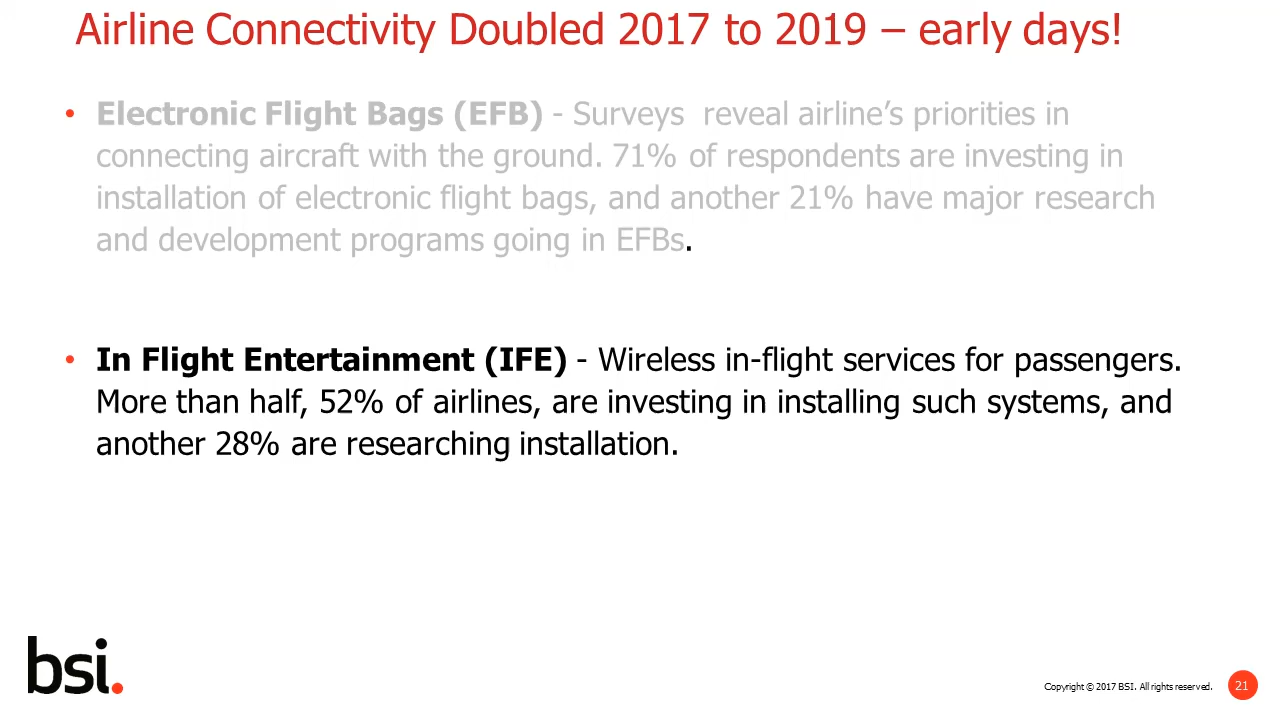 Airline Connectivity Doubled 2017 to 2019 – early days!
• Electronic Flight Bags (EFB) - Surveys  reveal airline’s priorities in
connecting aircraft with the ground. 71% of respondents are investing in
installation of electronic flight bags, and another 21% have major research
and development programs going in EFBs.
• In Flight Entertainment (IFE) - Wireless in-flight services for passengers.
More than half, 52% of airlines, are investing in installing such systems, and
another 28% are researching installation.
bsi.
Copyright © 2017 BSI. All rights reserved.
21